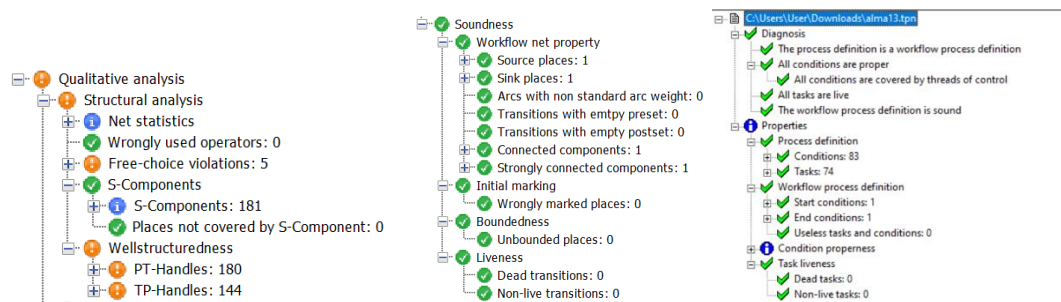 Qualitative analysis
Structural analysis
Net statistics
Wrongly used operators: 0
Free-choice violations: 5
S-Components
S-Components: 181
Places not covered by S-Component: 0
Wellstructuredness
PT-Handles: 180
TP-Handles: 144
Soundness
Workflow net property
Source places: 1
Sink places: 1
Arcs with non standard arc weight: 0
Transitions with emtpy preset: 0
Transitions with empty postset: 0
Connected components: 1
Strongly connected components: 1
Initial marking
Wrongly marked places: 0
Boundedness
Unbounded places: 0
Liveness
Dead transitions: 0
Non-live transitions: 0
C:\Users\User\Downloads\alma13.tpn
Diagnosis
The process definition is a workflow process definition
All conditions are proper
All conditions are covered by threads of control
All tasks are live
The workflow process definition is sound
Properties
Process definition
Conditions: 83
Tasks: 74
Workflow process definition
Start conditions: 1
End conditions: 1
Useless tasks and conditions: 0
Condition properness
Task liveness
Dead tasks: 0
Non-live tasks: 0